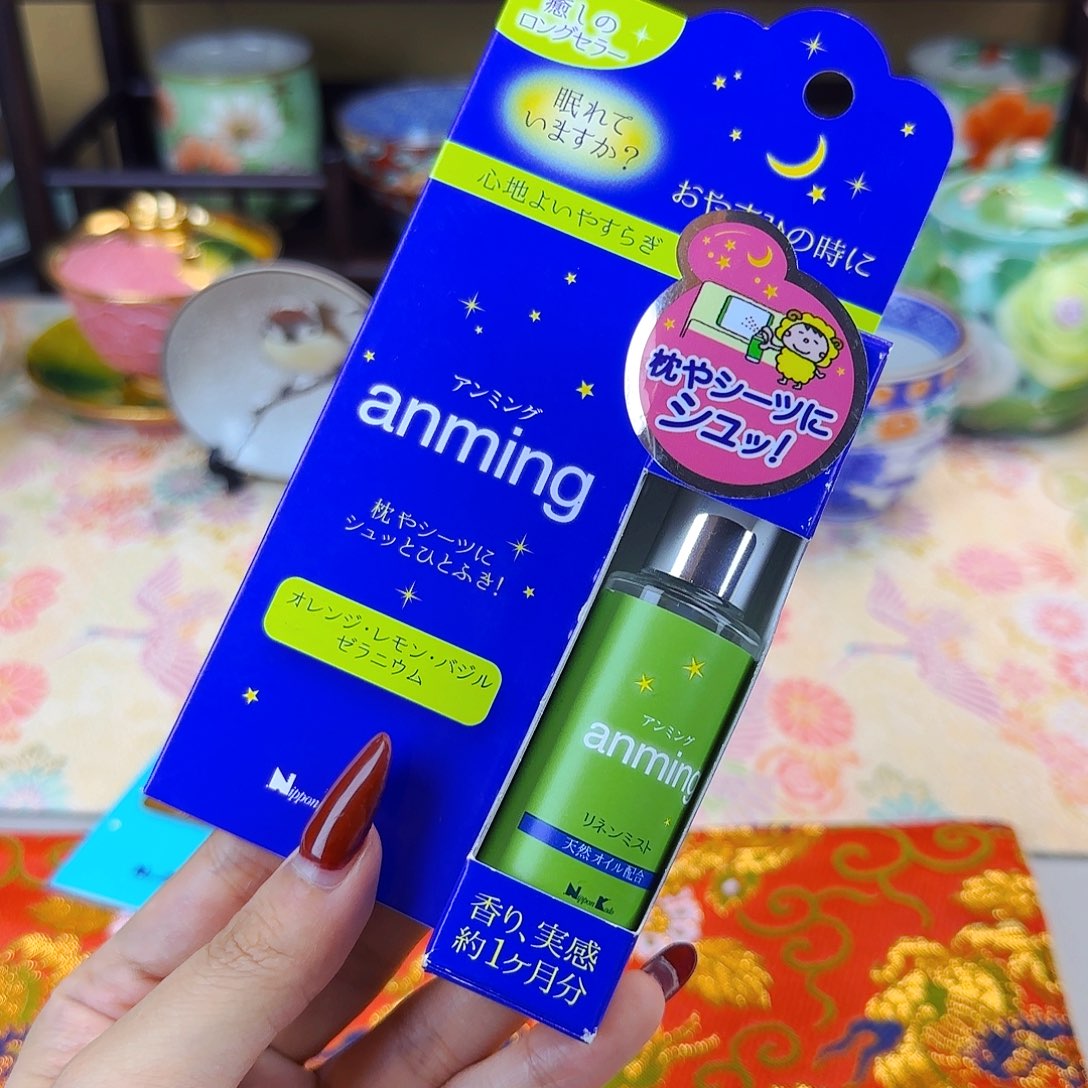 癒しの
ロングセラー
眠れて
いますか？
おやすみの時に
心地よいやすらぎ
枕やシーツに
シュッ！
アンミング
anming
枕やシーツに
シュッとひとふき！
オレンジ・レモン・バジル
ゼラニウム
Nippon
アンミング
anming
リネンミスト
天然オイル配合
Nippon Kodo
香り、実感
約1ヶ月分